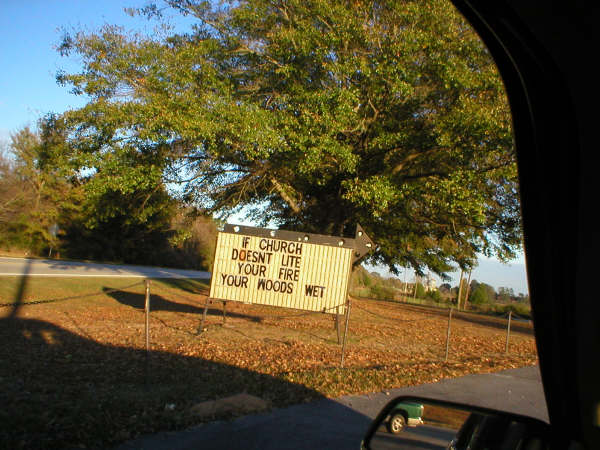 IF CHURCH
DOESNT LITE
YOUR FIRE
YOUR WOODS WET